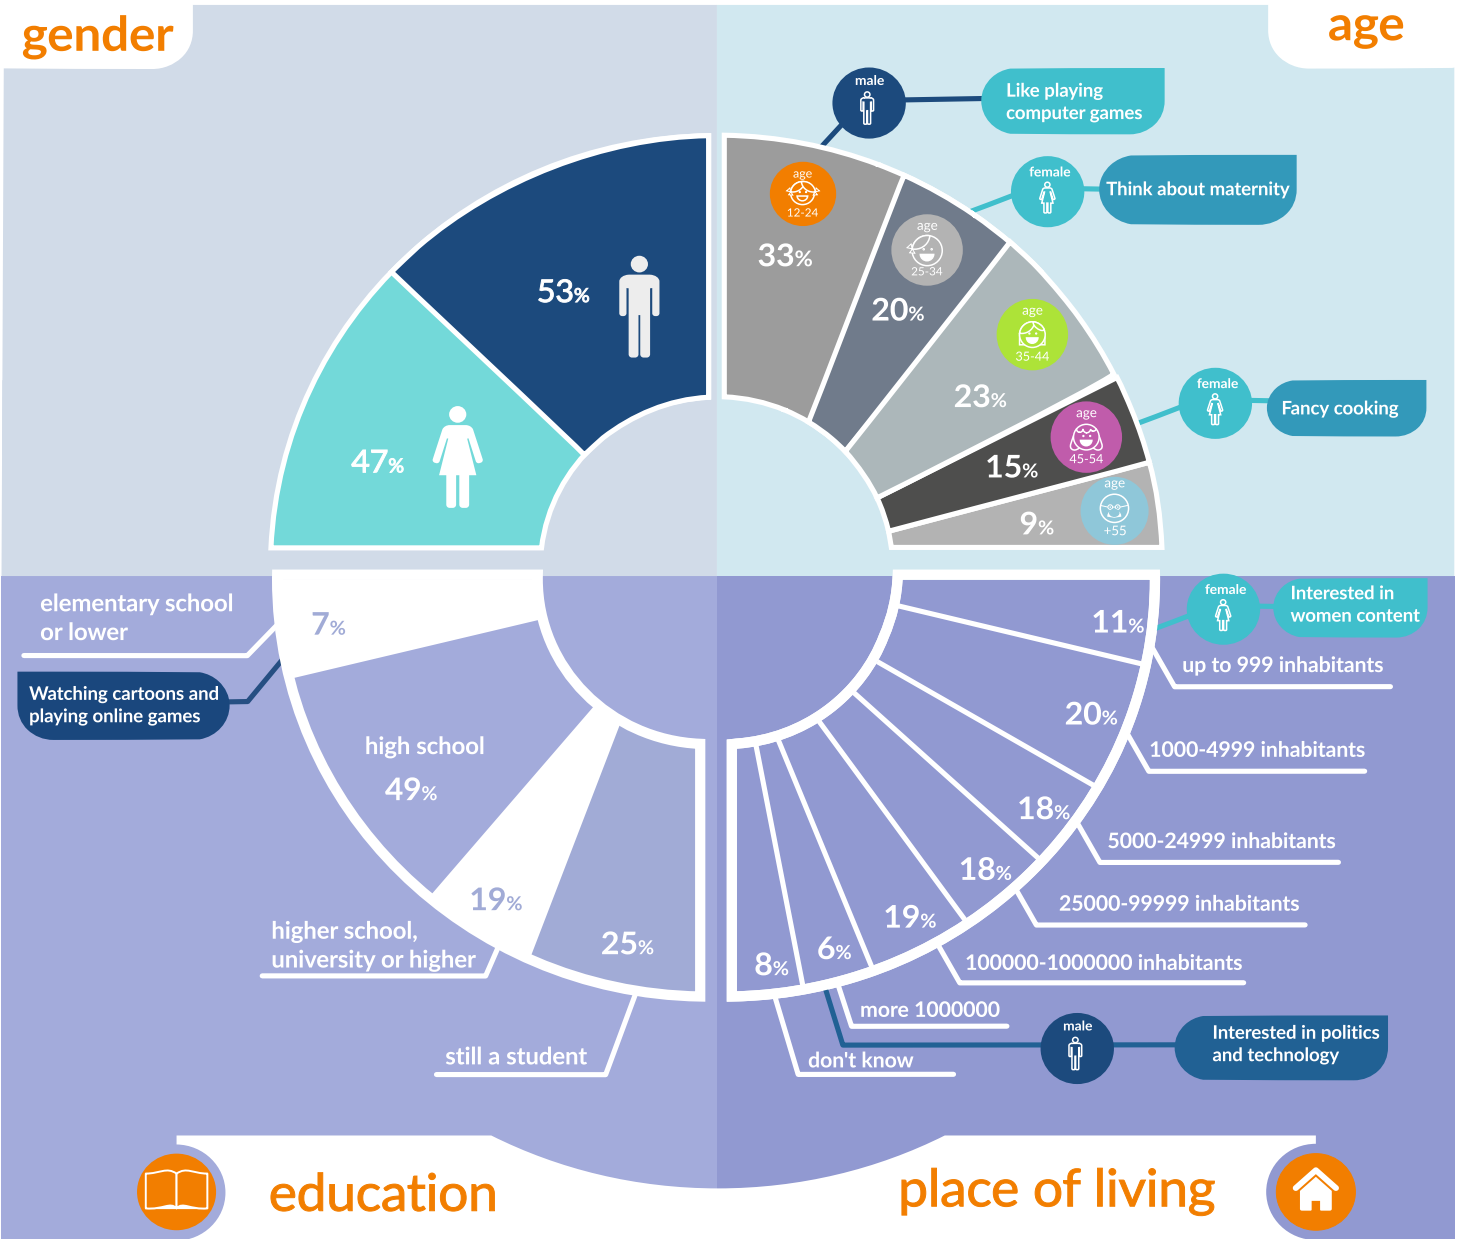 gender
53%
47%
age
male
Like playing
computer games
female
Think about maternity
age
12-24
33%
age
25-34
20%
age
35-44
23%
female
Fancy cooking
age
45-54
15%
age
+55
9%
elementary school
or lower
7%
Watching cartoons and
playing online games
high school
49%
19%
higher school,
university or higher
25%
still a student
education
female
Interested in
women content
11%
up to 999 inhabitants
20%
1000-4999 inhabitants
18%
5000-24999 inhabitants
18%
25000-99999 inhabitants
19%
100000-1000000 inhabitants
6%
more 1000000
8%
don't know
male
Interested in politics
and technology
place of living